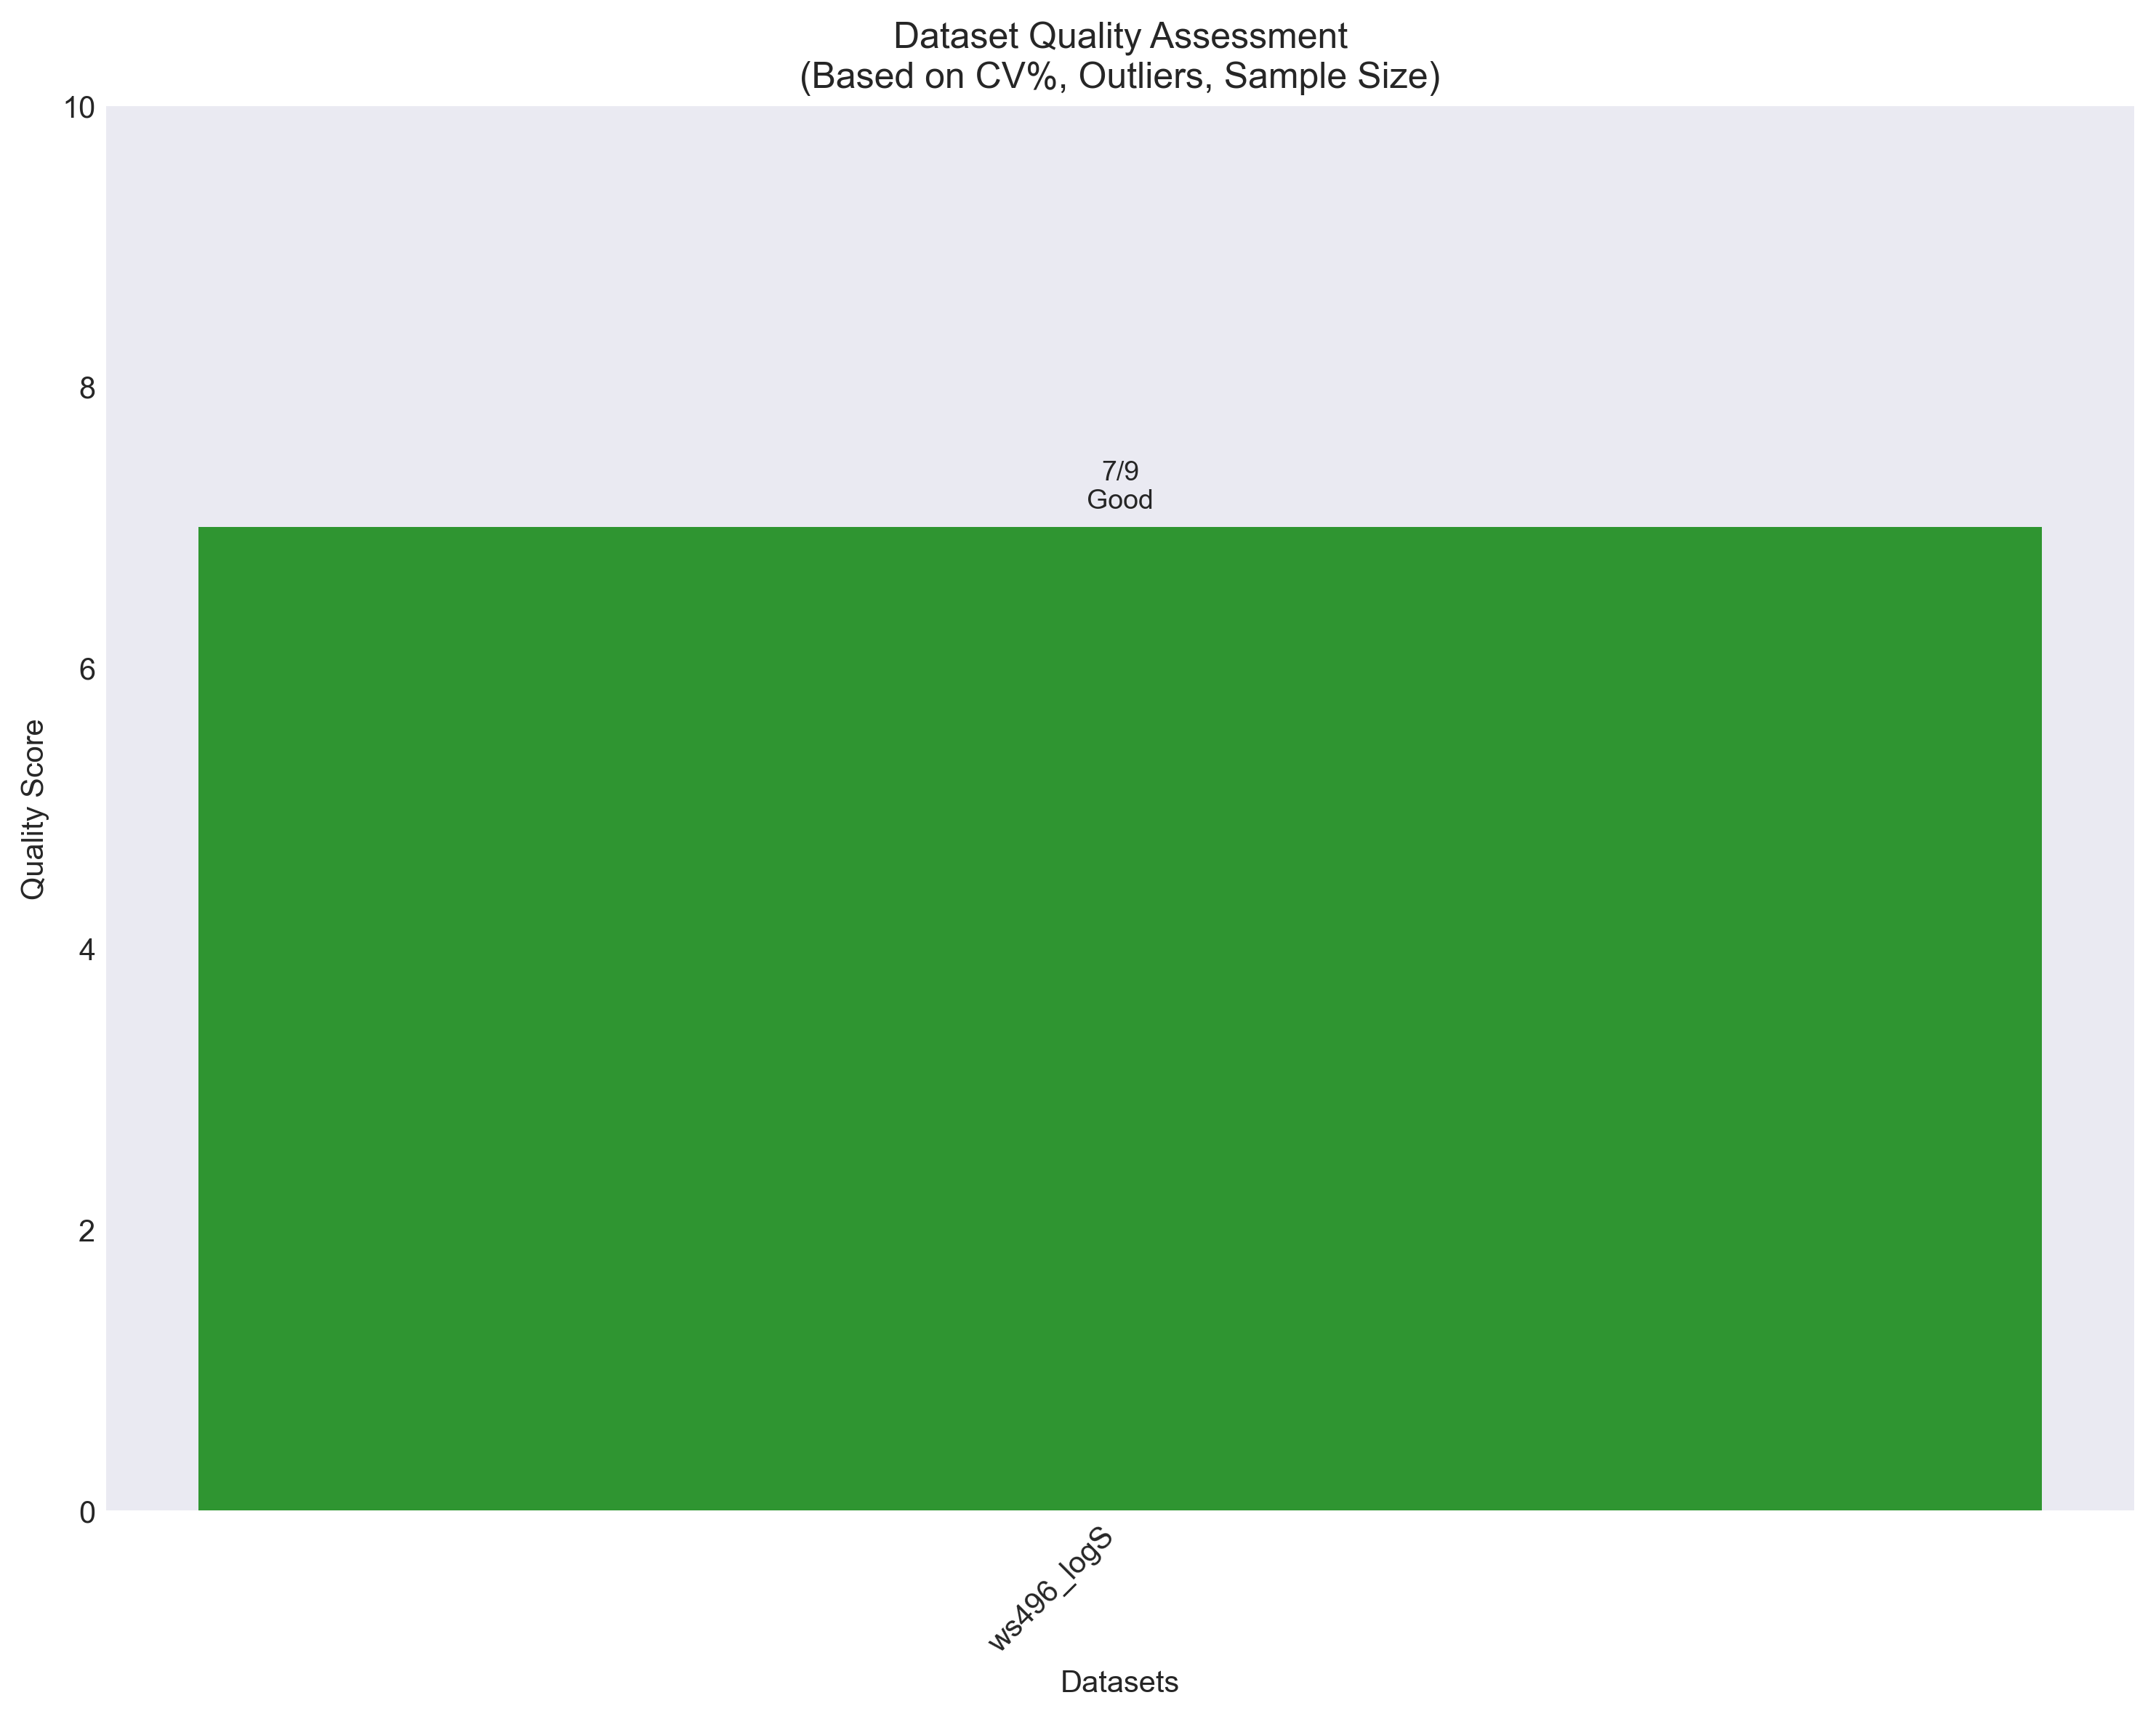 Dataset Quality Assessment
(Based on CV%, Outliers, Sample Size)
10
8
6
4
2
0
Quality Score
7/9
Good
ws496_logS
Datasets